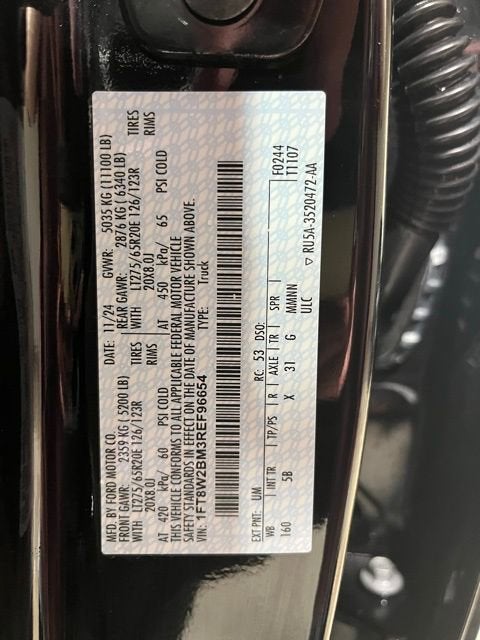 MFD. BY FORD MOTOR CO. DATE: 11/24 GVWR: 5035 KG (11100 LB)
FRONT GAWR: 2359 KG ( 5200 LB) REAR GAWR: 2876 KG ( 6340 LB)
WITH LT275/65R20E 126/123R TIRES WITH LT275/65R20E 126/123R TIRES
20X8.0J RIMS 20X8.0J RIMS
AT 420 kPa/ 60 PSI COLD AT 450 kPa/ 65 PSI COLD
THIS VEHICLE CONFORMS TO ALL APPLICABLE FEDERAL MOTOR VEHICLE
SAFETY STANDARDS IN EFFECT ON THE DATE OF MANUFACTURE SHOWN ABOVE.
VIN: 1FT8W2BM3REF96654 TYPE: Truck
F0244
T1107
EXT PNT: UM RC: 53 DSO:
WB INT TR TP/PS R AXLE TR SPR
160 5B X 31 G MMNNN
ULC
▽ RU5A-3520472-AA